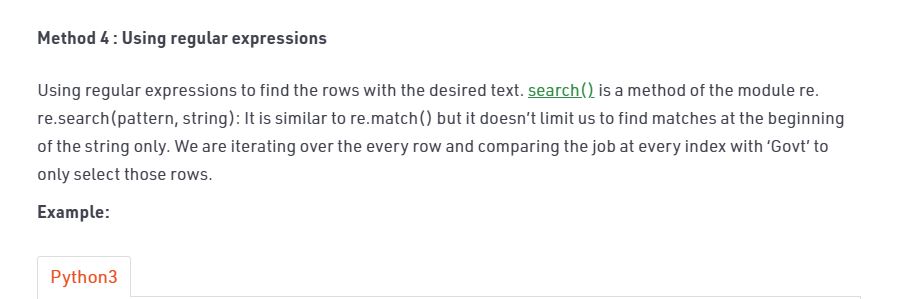 Method 4 : Using regular expressions
Using regular expressions to find the rows with the desired text. search() is a method of the module re.
re.search(pattern, string): It is similar to re.match() but it doesn’t limit us to find matches at the beginning
of the string only. We are iterating over the every row and comparing the job at every index with ‘Govt’ to
only select those rows.
Example:
Python3